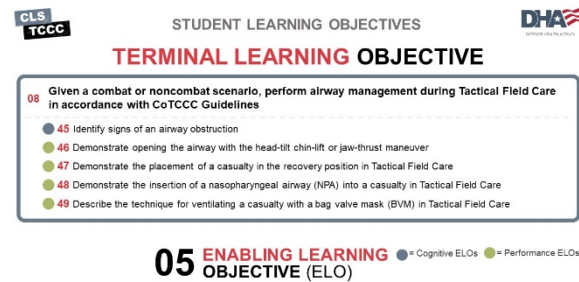 CLS
TCCC
STUDENT LEARNING OBJECTIVES
DHA
TERMINAL LEARNING OBJECTIVE
08 Given a combat or noncombat scenario, perform airway management during Tactical Field Care
in accordance with CoTCCC Guidelines
45 Identify signs of an airway obstruction
46 Demonstrate opening the airway with the head-tilt chin-lift or jaw-thrust maneuver
47 Demonstrate the placement of a casualty in the recovery position in Tactical Field Care
48 Demonstrate the insertion of a nasopharyngeal airway (NPA) into a casualty in Tactical Field Care
49 Describe the technique for ventilating a casualty with a bag valve mask (BVM) in Tactical Field Care
05 ENABLING LEARNING
OBJECTIVE (ELO)
= Cognitive ELOs = Performance ELOs